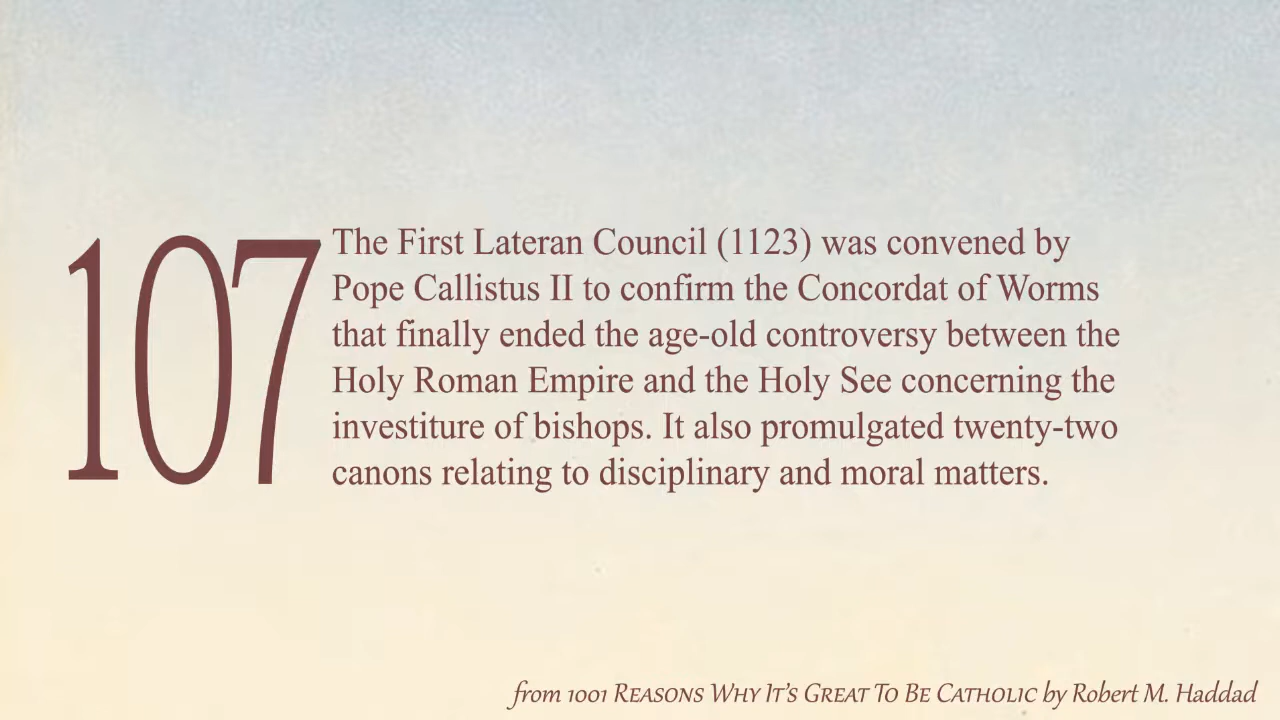 107
The First Lateran Council (1123) was convened by
Pope Callistus II to confirm the Concordat of Worms
that finally ended the age-old controversy between the
Holy Roman Empire and the Holy See concerning the
investiture of bishops. It also promulgated twenty-two
canons relating to disciplinary and moral matters.
from 1001 Reasons Why It's Great To Be Catholic by Robert M. Haddad